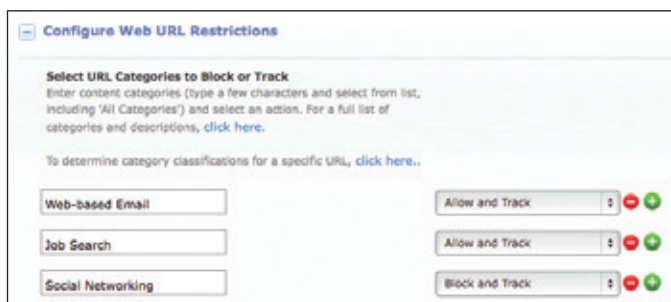 Configure Web URL Restrictions
Select URL Categories to Block or Track
Enter content categories (type a few characters and select from list,
including 'All Categories') and select an action. For a full list of
categories and descriptions, click here.
To determine category classifications for a specific URL, click here..
Web-based Email Allow and Track
Job Search Allow and Track
Social Networking Block and Track